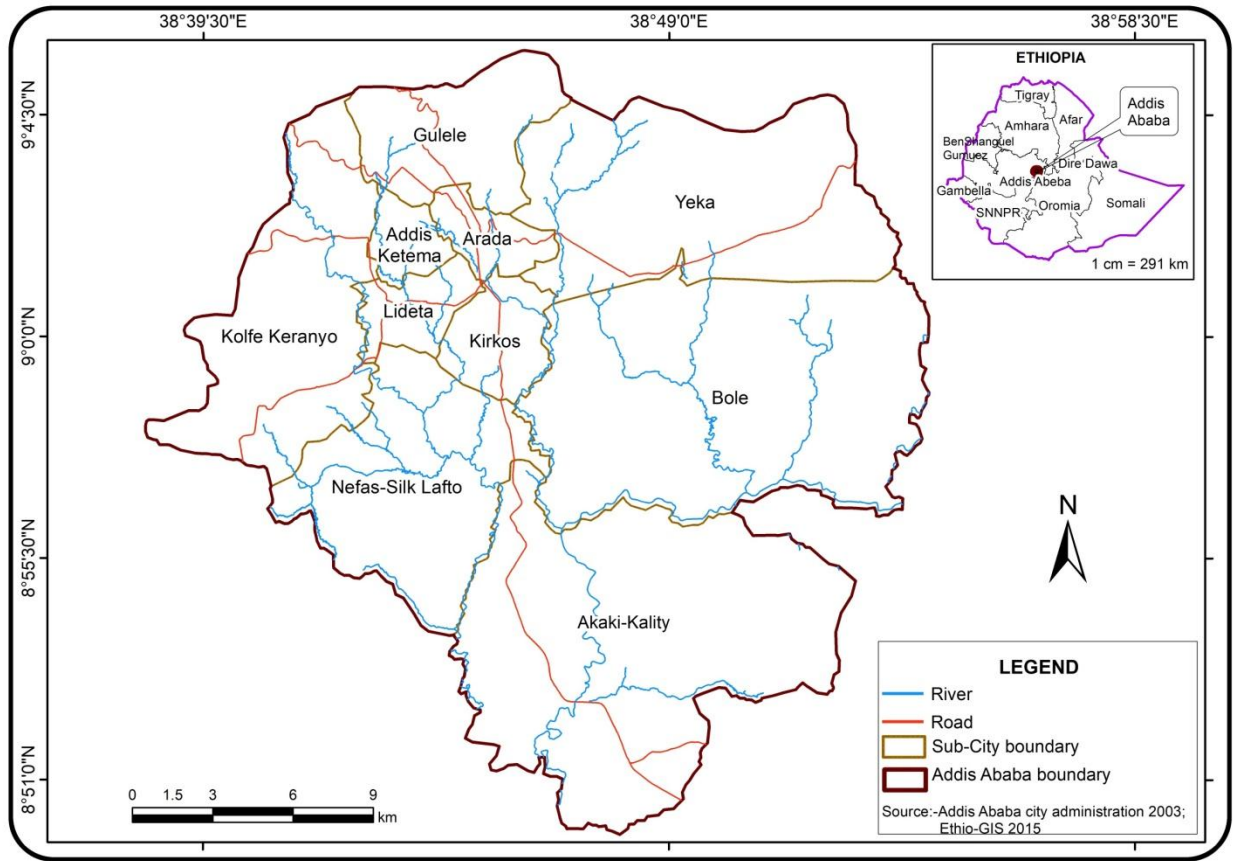 38°39'30"E
38°49'0"E
38°58'30"E
9°4'30"N
9°0'0"N
8°55'30"N
8°51'0"N
Gulele
Yeka
Addis
Ketema
Arada
Lideta
Kolfe Keranyo
Kirkos
Bole
Nefas-Silk Lafto
Akaki-Kality
ETHIOPIA
Tigray
Afar
Amhara
BenShanguel
Gumuez
Dire Dawa
Addis Abeba
Gambella
SNNPR
Oromia
Somali
Addis
Ababa
1 cm = 291 km
N
LEGEND
River
Road
Sub-City boundary
Addis Ababa boundary
Source:-Addis Ababa city administration 2003;
Ethio-GIS 2015
0 1.5 3 6 9
km